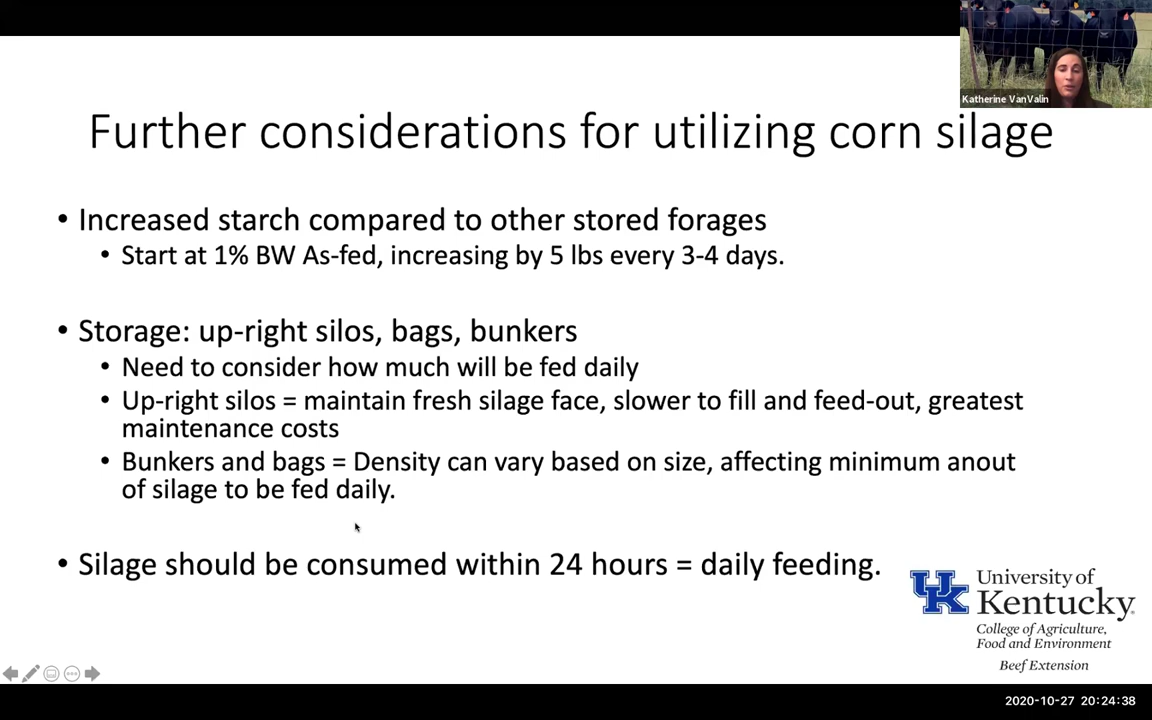 Katherine VanValin
Further considerations for utilizing corn silage
• Increased starch compared to other stored forages
• Start at 1% BW As-fed, increasing by 5 lbs every 3-4 days.
• Storage: up-right silos, bags, bunkers
• Need to consider how much will be fed daily
• Up-right silos = maintain fresh silage face, slower to fill and feed-out, greatest
maintenance costs
• Bunkers and bags = Density can vary based on size, affecting minimum anout
of silage to be fed daily.
• Silage should be consumed within 24 hours = daily feeding.
UK
University of
Kentucky®
College of Agriculture,
Food and Environment
Beef Extension
2020-10-27 20:24:38